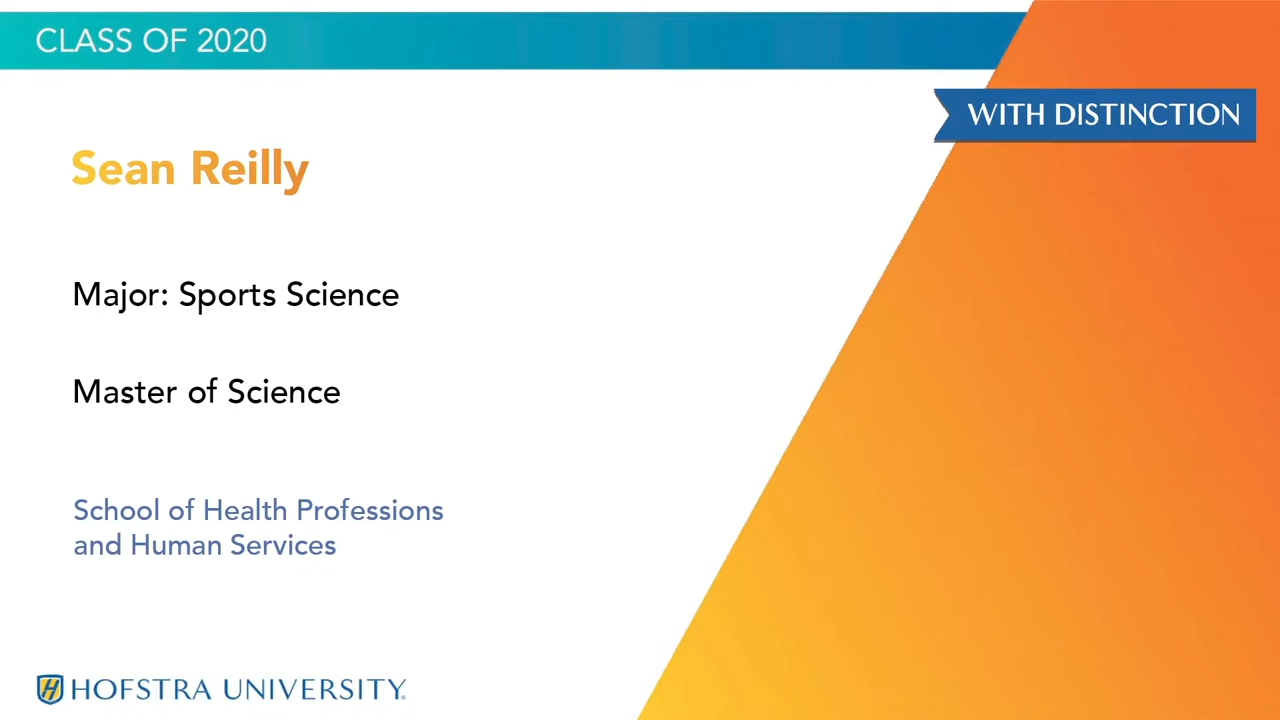 CLASS OF 2020
WITH DISTINCTION
Sean Reilly
Major: Sports Science
Master of Science
School of Health Professions
and Human Services
HOFSTRA UNIVERSITY®